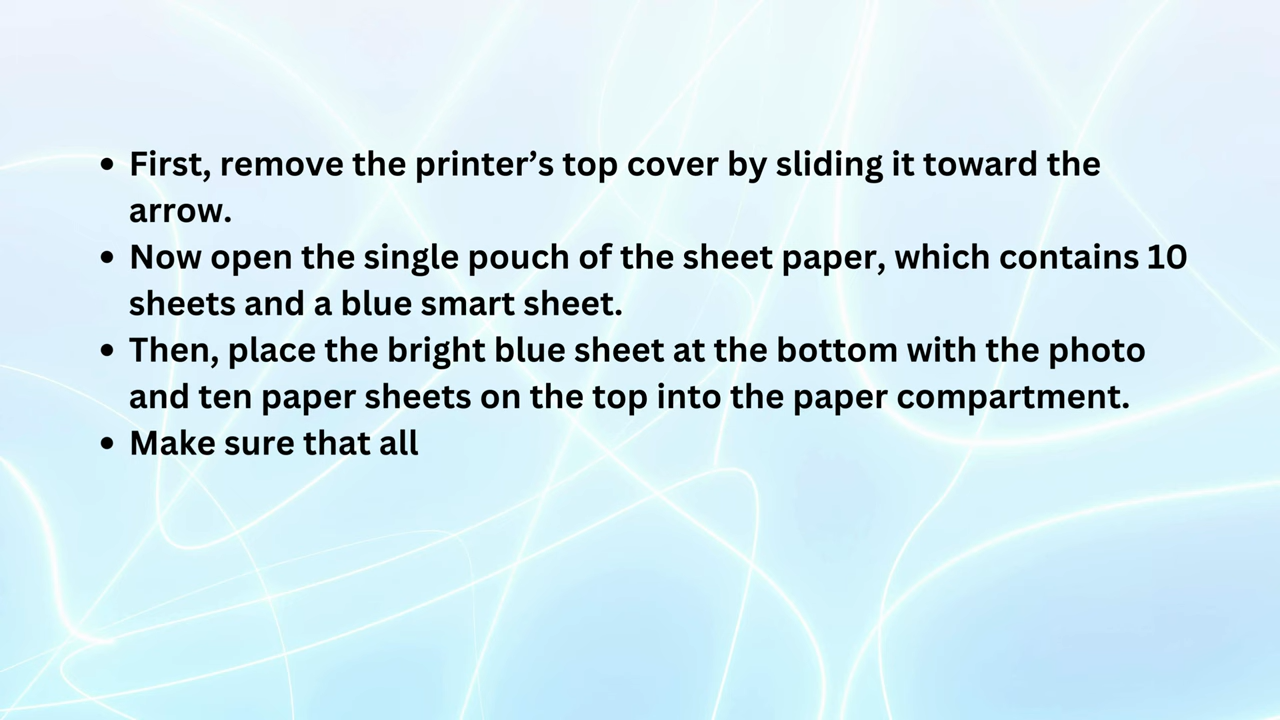 • First, remove the printer’s top cover by sliding it toward the
arrow.
• Now open the single pouch of the sheet paper, which contains 10
sheets and a blue smart sheet.
• Then, place the bright blue sheet at the bottom with the photo
and ten paper sheets on the top into the paper compartment.
• Make sure that all